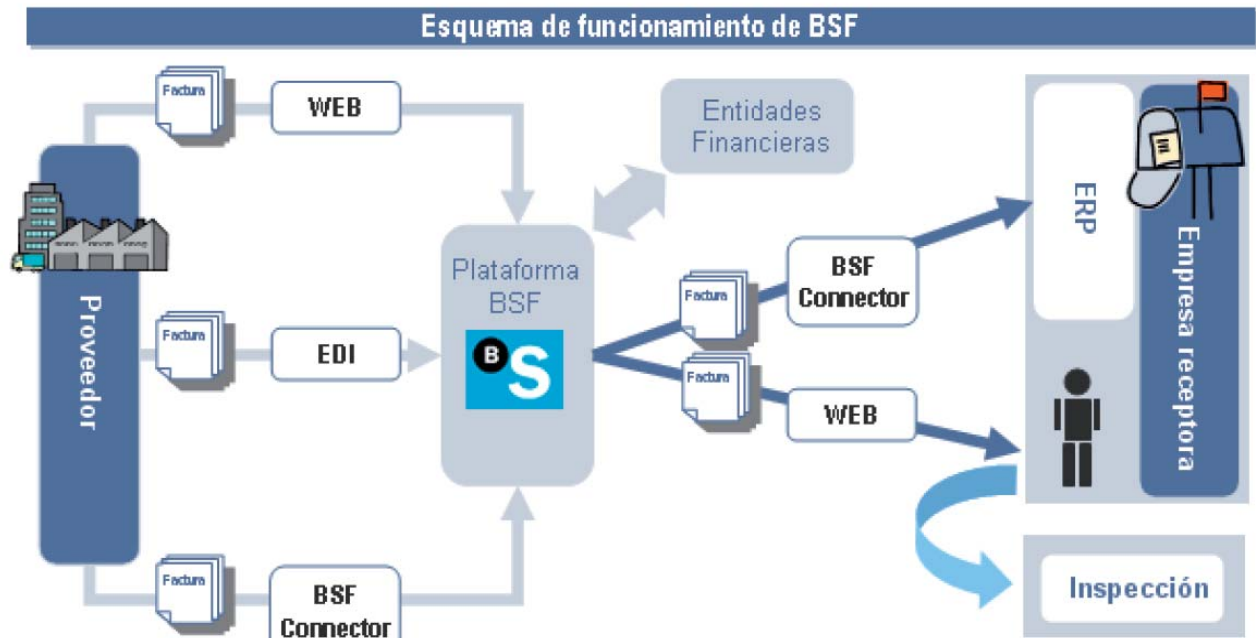 Esquema de funcionamiento de BSF
Factura
WEB
Entidades
Financieras
Proveedor
Factura
EDI
Plataforma
BSF
BS
Factura
BSF
Connector
Factura
WEB
ERP
Empresa receptora
Factura
BSF
Connector
Inspección